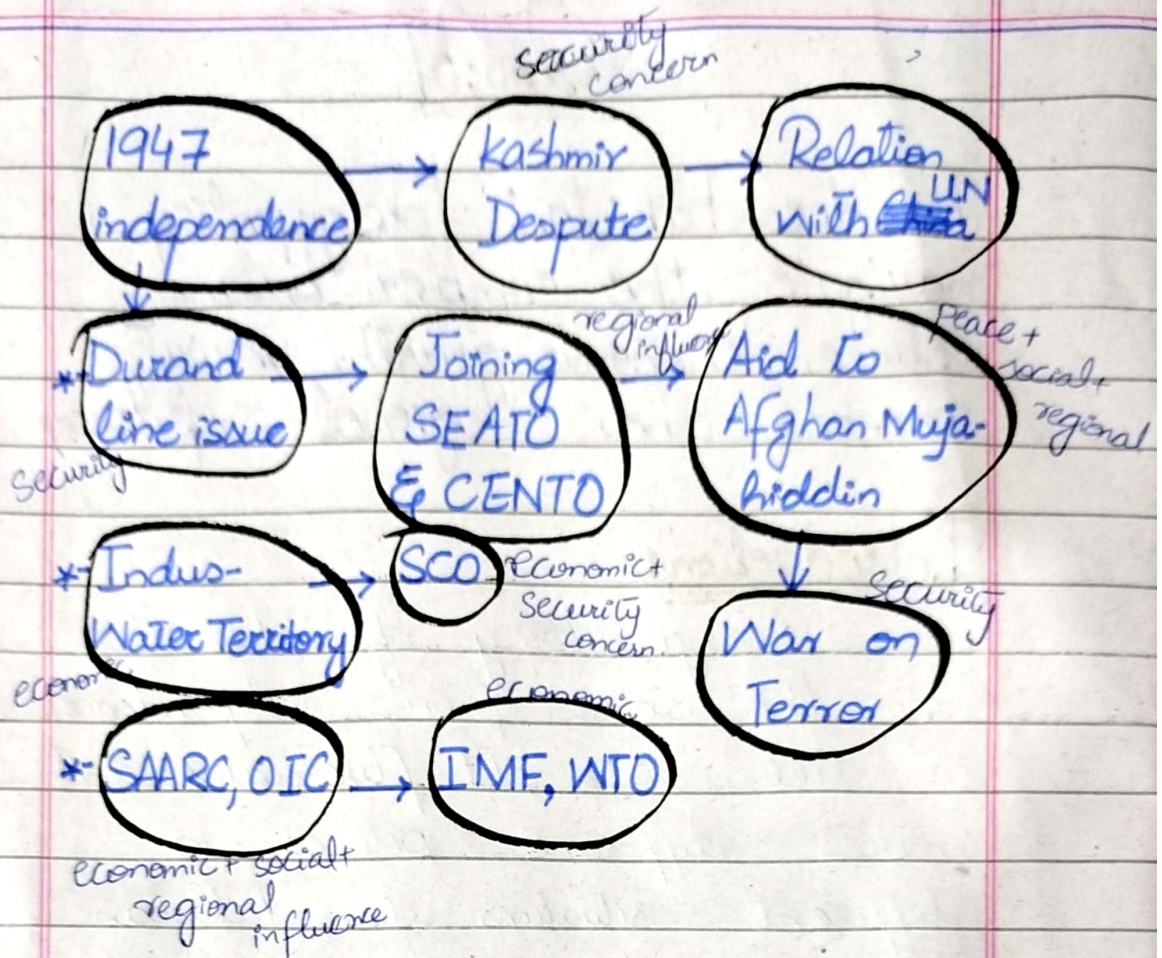 security
concern
1947
independence
Kashmir
Despute
Relation
with UN
Durand
line issue
security
Joining
SEATO
& CENTO
regional
influence
Aid to
Afghan Muja-
hiddin
Peace +
social+
regional
*- Indus-
Water Territory
economic
SCO
economic+
security
concern.
War on
Terror
security
*- SAARC, OIC
economic+ social+
regional
influence
economic
IMF, WTO